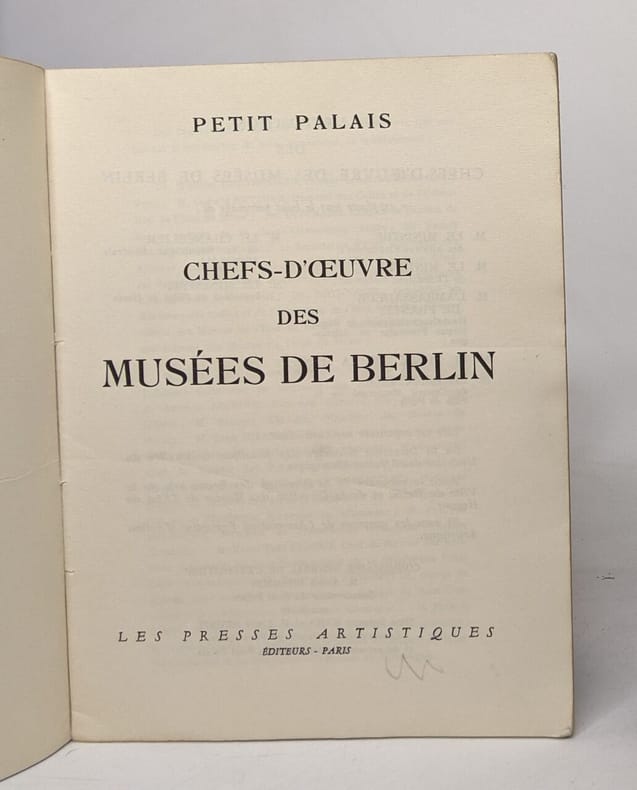 PETIT PALAIS
CHEFS-D'ŒUVRE
DES
MUSÉES DE BERLIN
LES PRESSES ARTISTIQUES
ÉDITEURS - PARIS